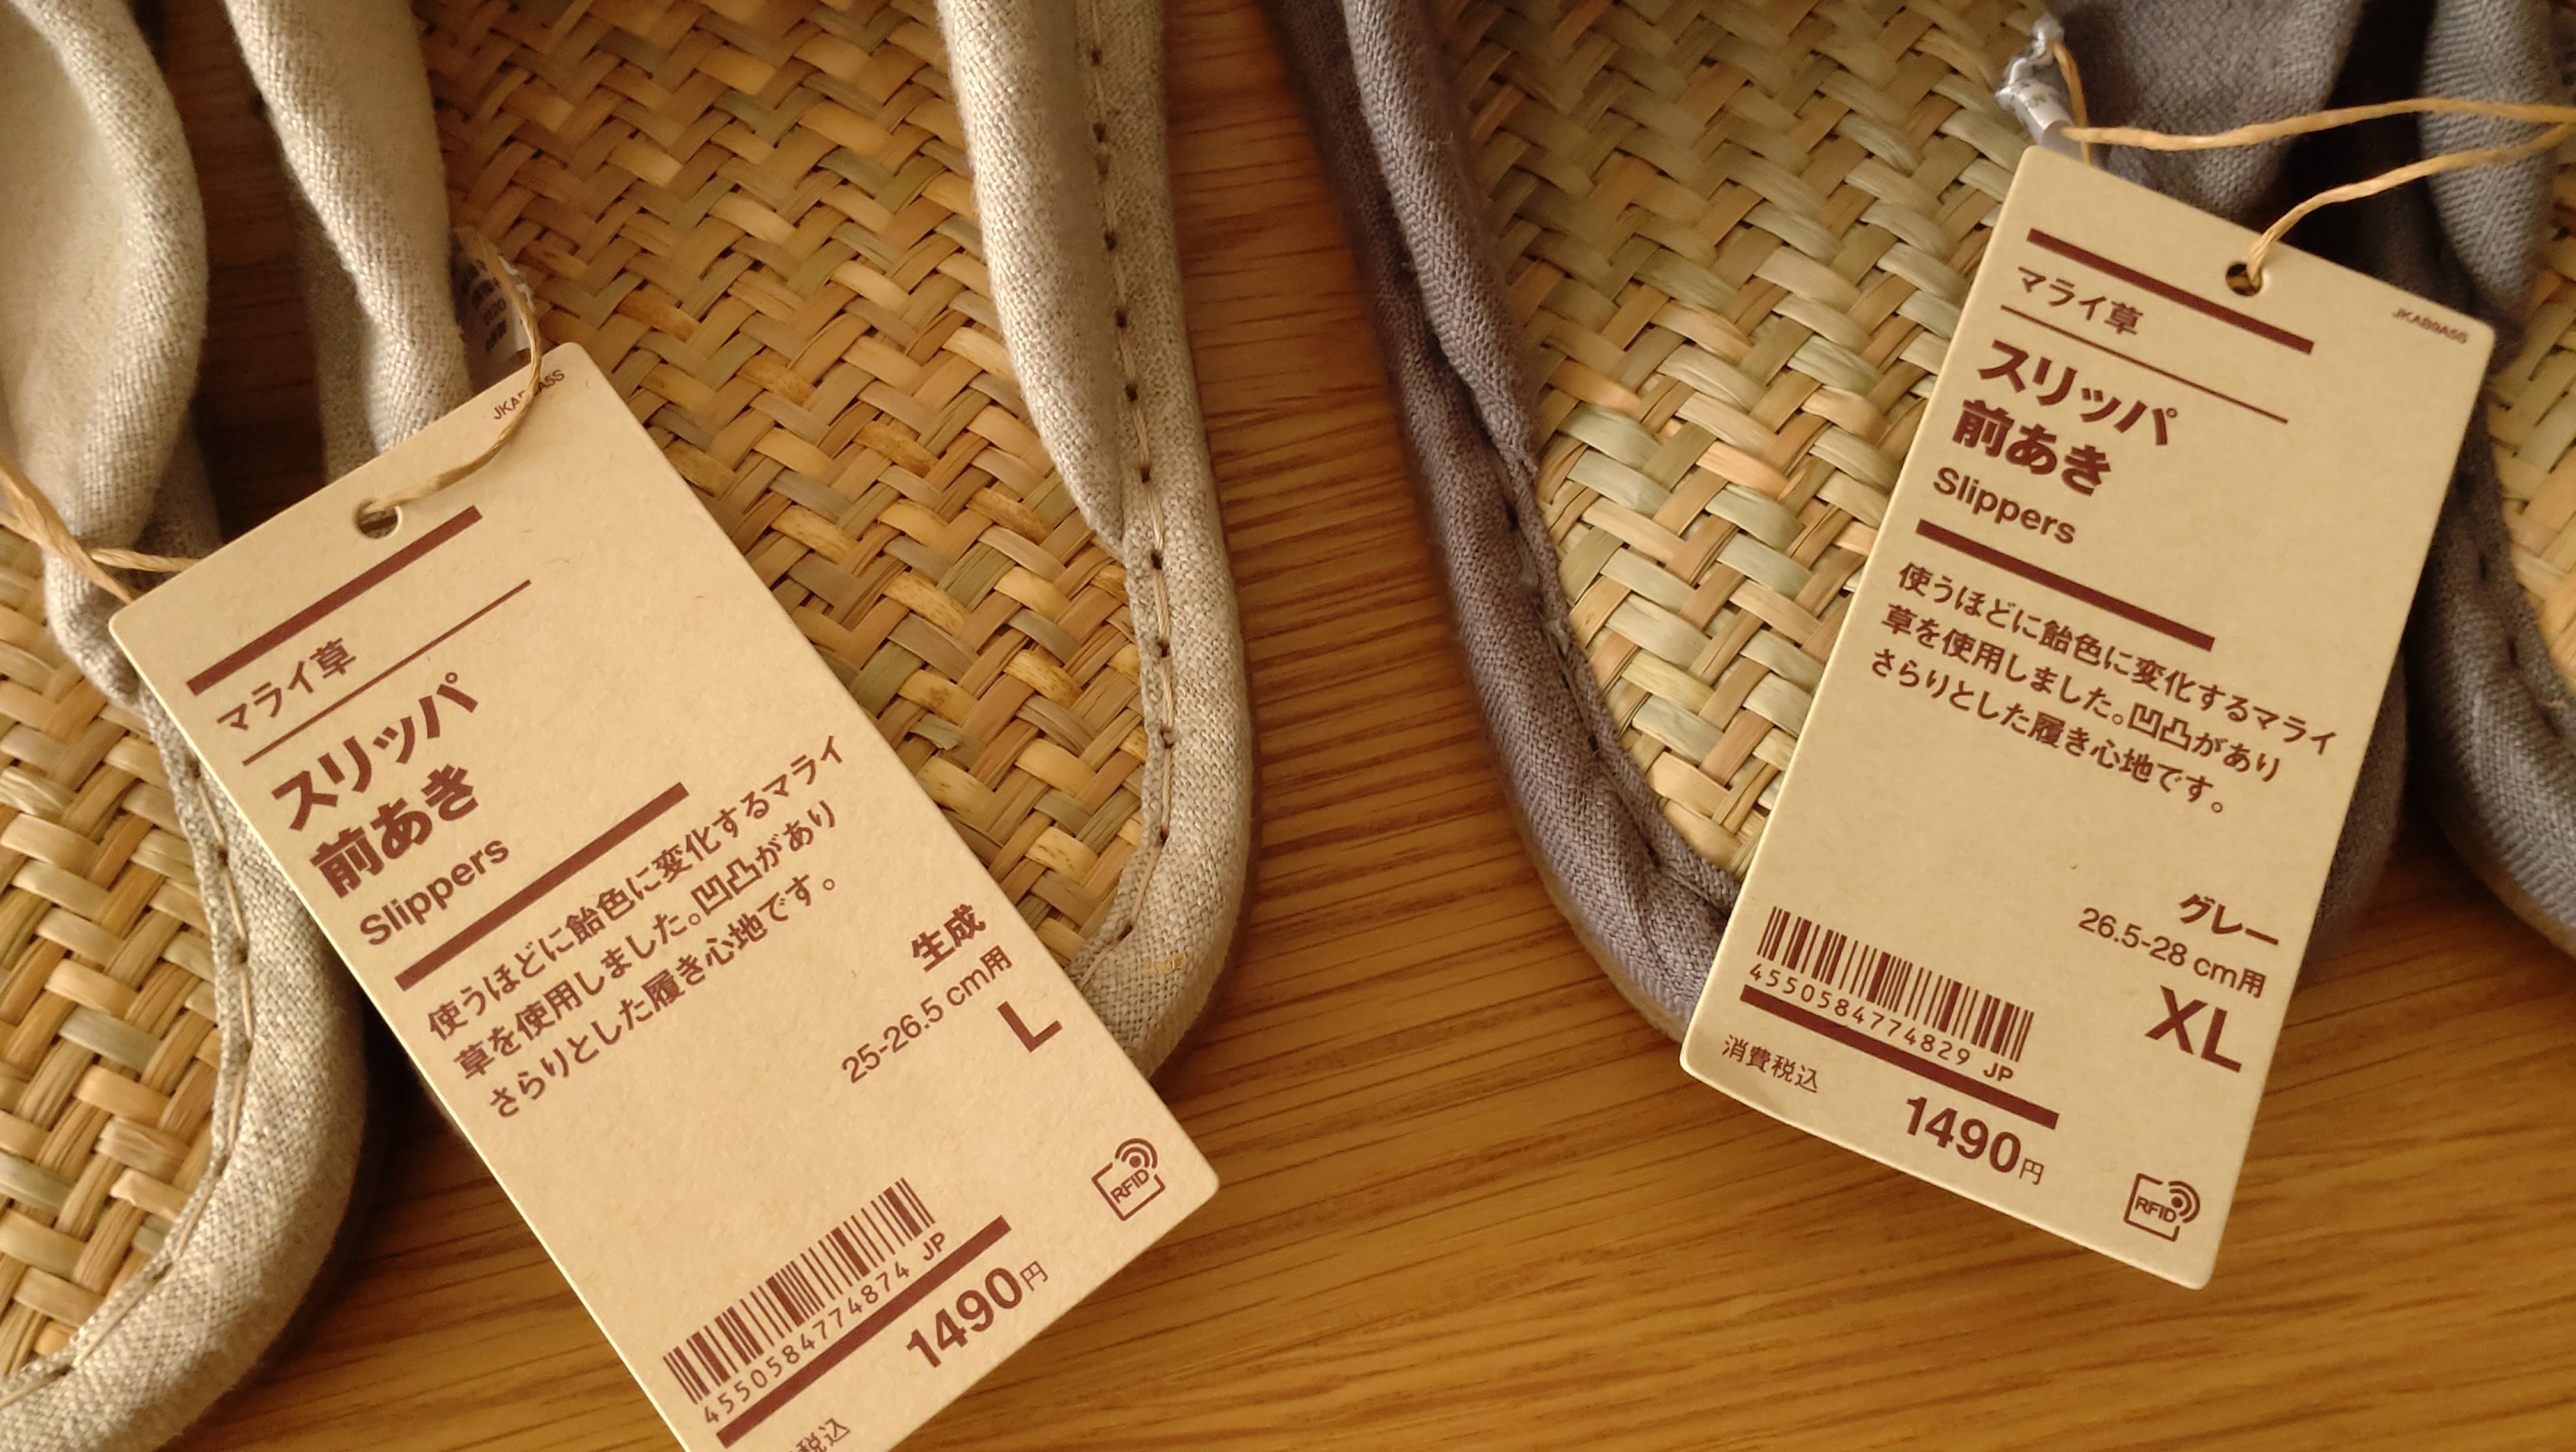 マライ草
スリッパ
前あき
Slippers
使うほどに飴色に変化するマライ
草を使用しました。凹凸があり
さらりとした履き心地です。
生成
25-26.5 cm用
L
4550584774874 JP
1490円
税込
RFID
JKAB9A5S
マライ草
スリッパ
前あき
Slippers
使うほどに飴色に変化するマライ
草を使用しました。凹凸があり
さらりとした履き心地です。
グレー
26.5-28 cm用
XL
4550584774829 JP
消費税込
1490円
RFID